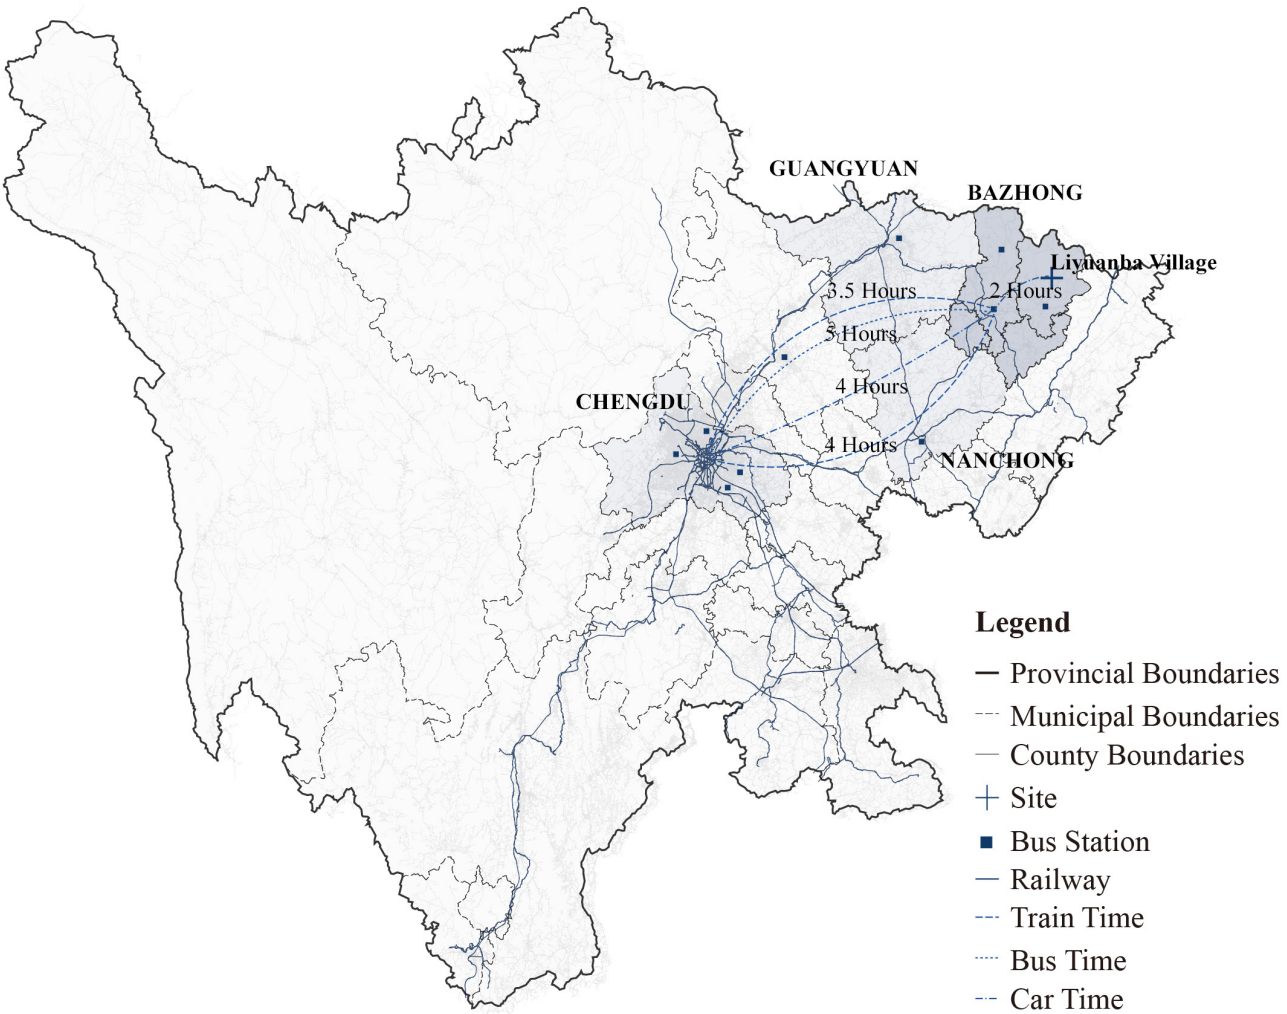 GUANGYUAN
BAZHONG
Liyuanba Village
3.5 Hours
2 Hours
5 Hours
4 Hours
CHENGDU
4 Hours
NANCHONG
Legend
Provincial Boundaries
Municipal Boundaries
County Boundaries
Site
Bus Station
Railway
Train Time
Bus Time
Car Time